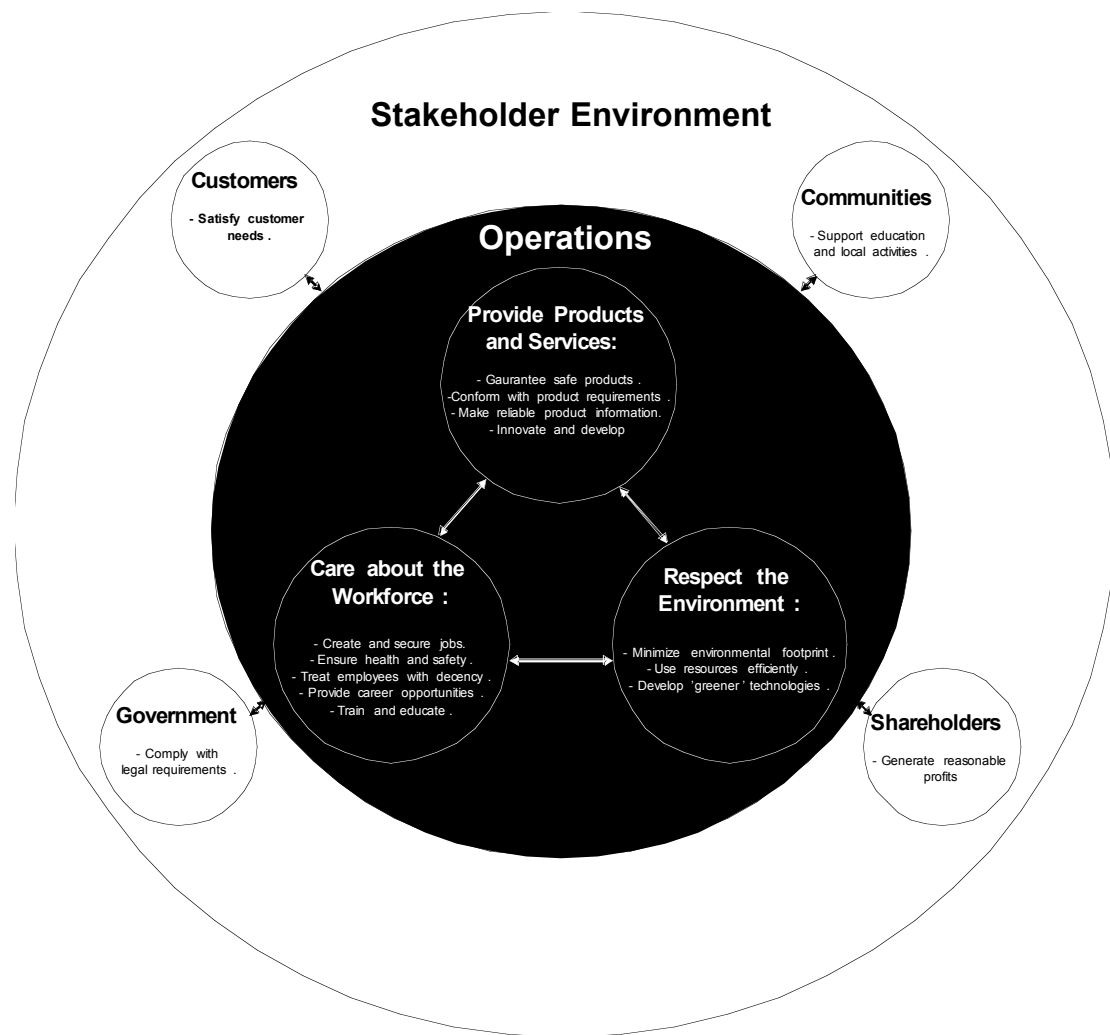 Stakeholder Environment
Customers
- Satisfy customer
needs .
Communities
- Support education
and local activities .
Operations
Provide Products
and Services:
- Gaurantee safe products .
-Conform with product requirements .
- Make reliable product information.
- Innovate and develop
Care about the
Workforce :
- Create and secure jobs.
- Ensure health and safety .
- Treat employees with decency .
- Provide career opportunities .
- Train and educate .
Respect the
Environment :
- Minimize environmental footprint .
- Use resources efficiently .
- Develop 'greener' technologies .
Government
- Comply with
legal requirements .
Shareholders
- Generate reasonable
profits